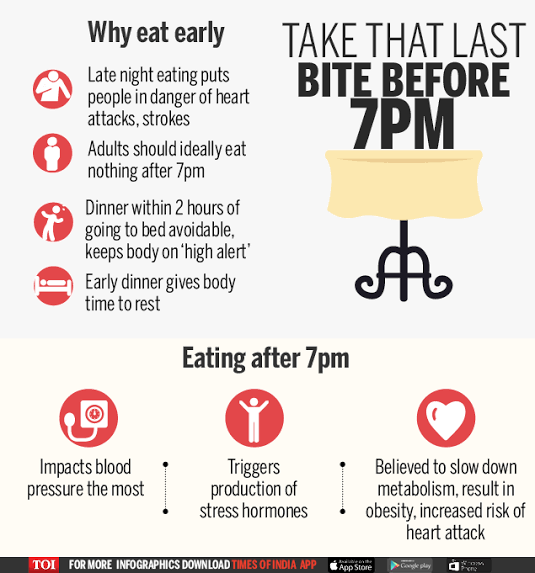 Why eat early
Late night eating puts
people in danger of heart
attacks, strokes
Adults should ideally eat
nothing after 7pm
Dinner within 2 hours of
going to bed avoidable,
keeps body on ‘high alert’
Early dinner gives body
time to rest
TAKE THAT LAST
BITE BEFORE
7PM
Eating after 7pm
Impacts blood
pressure the most
Triggers
production of
stress hormones
Believed to slow down
metabolism, result in
obesity, increased risk of
heart attack
TOI FOR MORE INFOGRAPHICS DOWNLOAD TIMES OF INDIA APP
Available on the
App Store
Google play